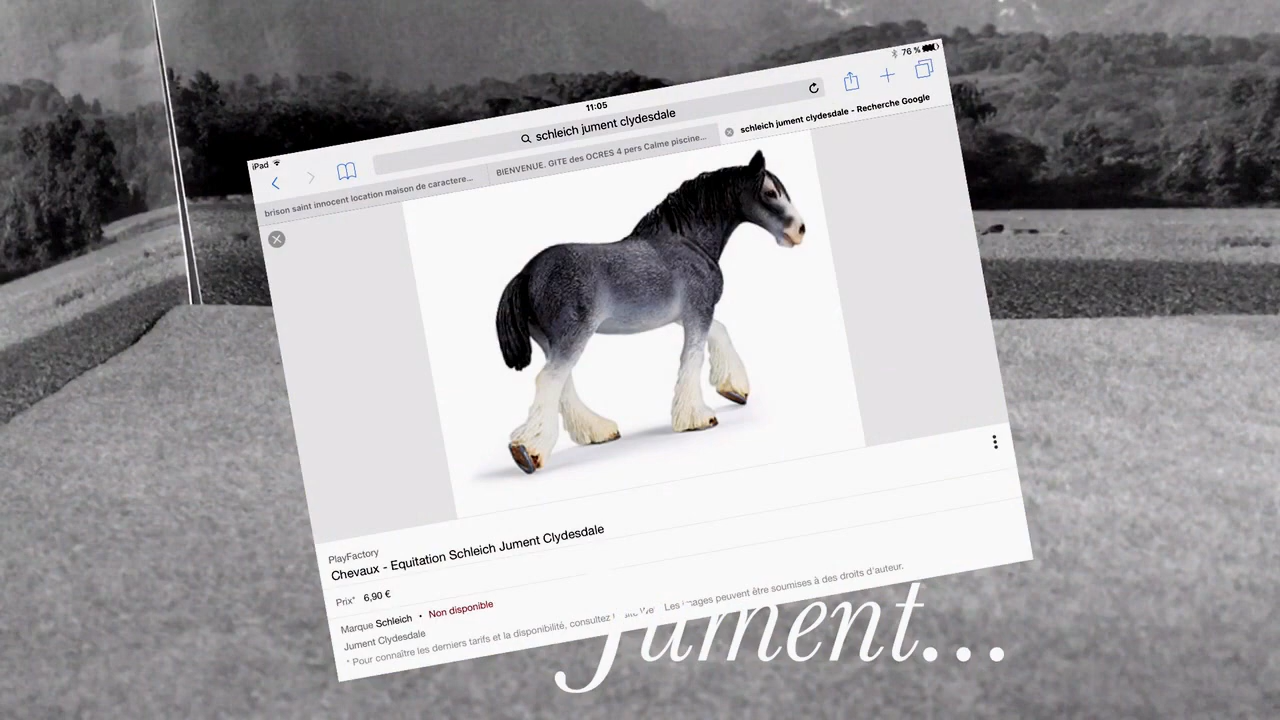 iPad
11:05
76 %
schleich jument clydesdale
brison saint innocent location maison de caractere...
BIENVENUE. GITE des OCRES 4 pers Calme piscine...
schleich jument clydesdale - Recherche Google
PlayFactory
Chevaux - Equitation Schleich Jument Clydesdale
Prix* 6,90 €
Marque Schleich • Non disponible
Jument Clydesdale
* Pour connaître les derniers tarifs et la disponibilité, consultez Les images peuvent être soumises à des droits d'auteur.
Jument...